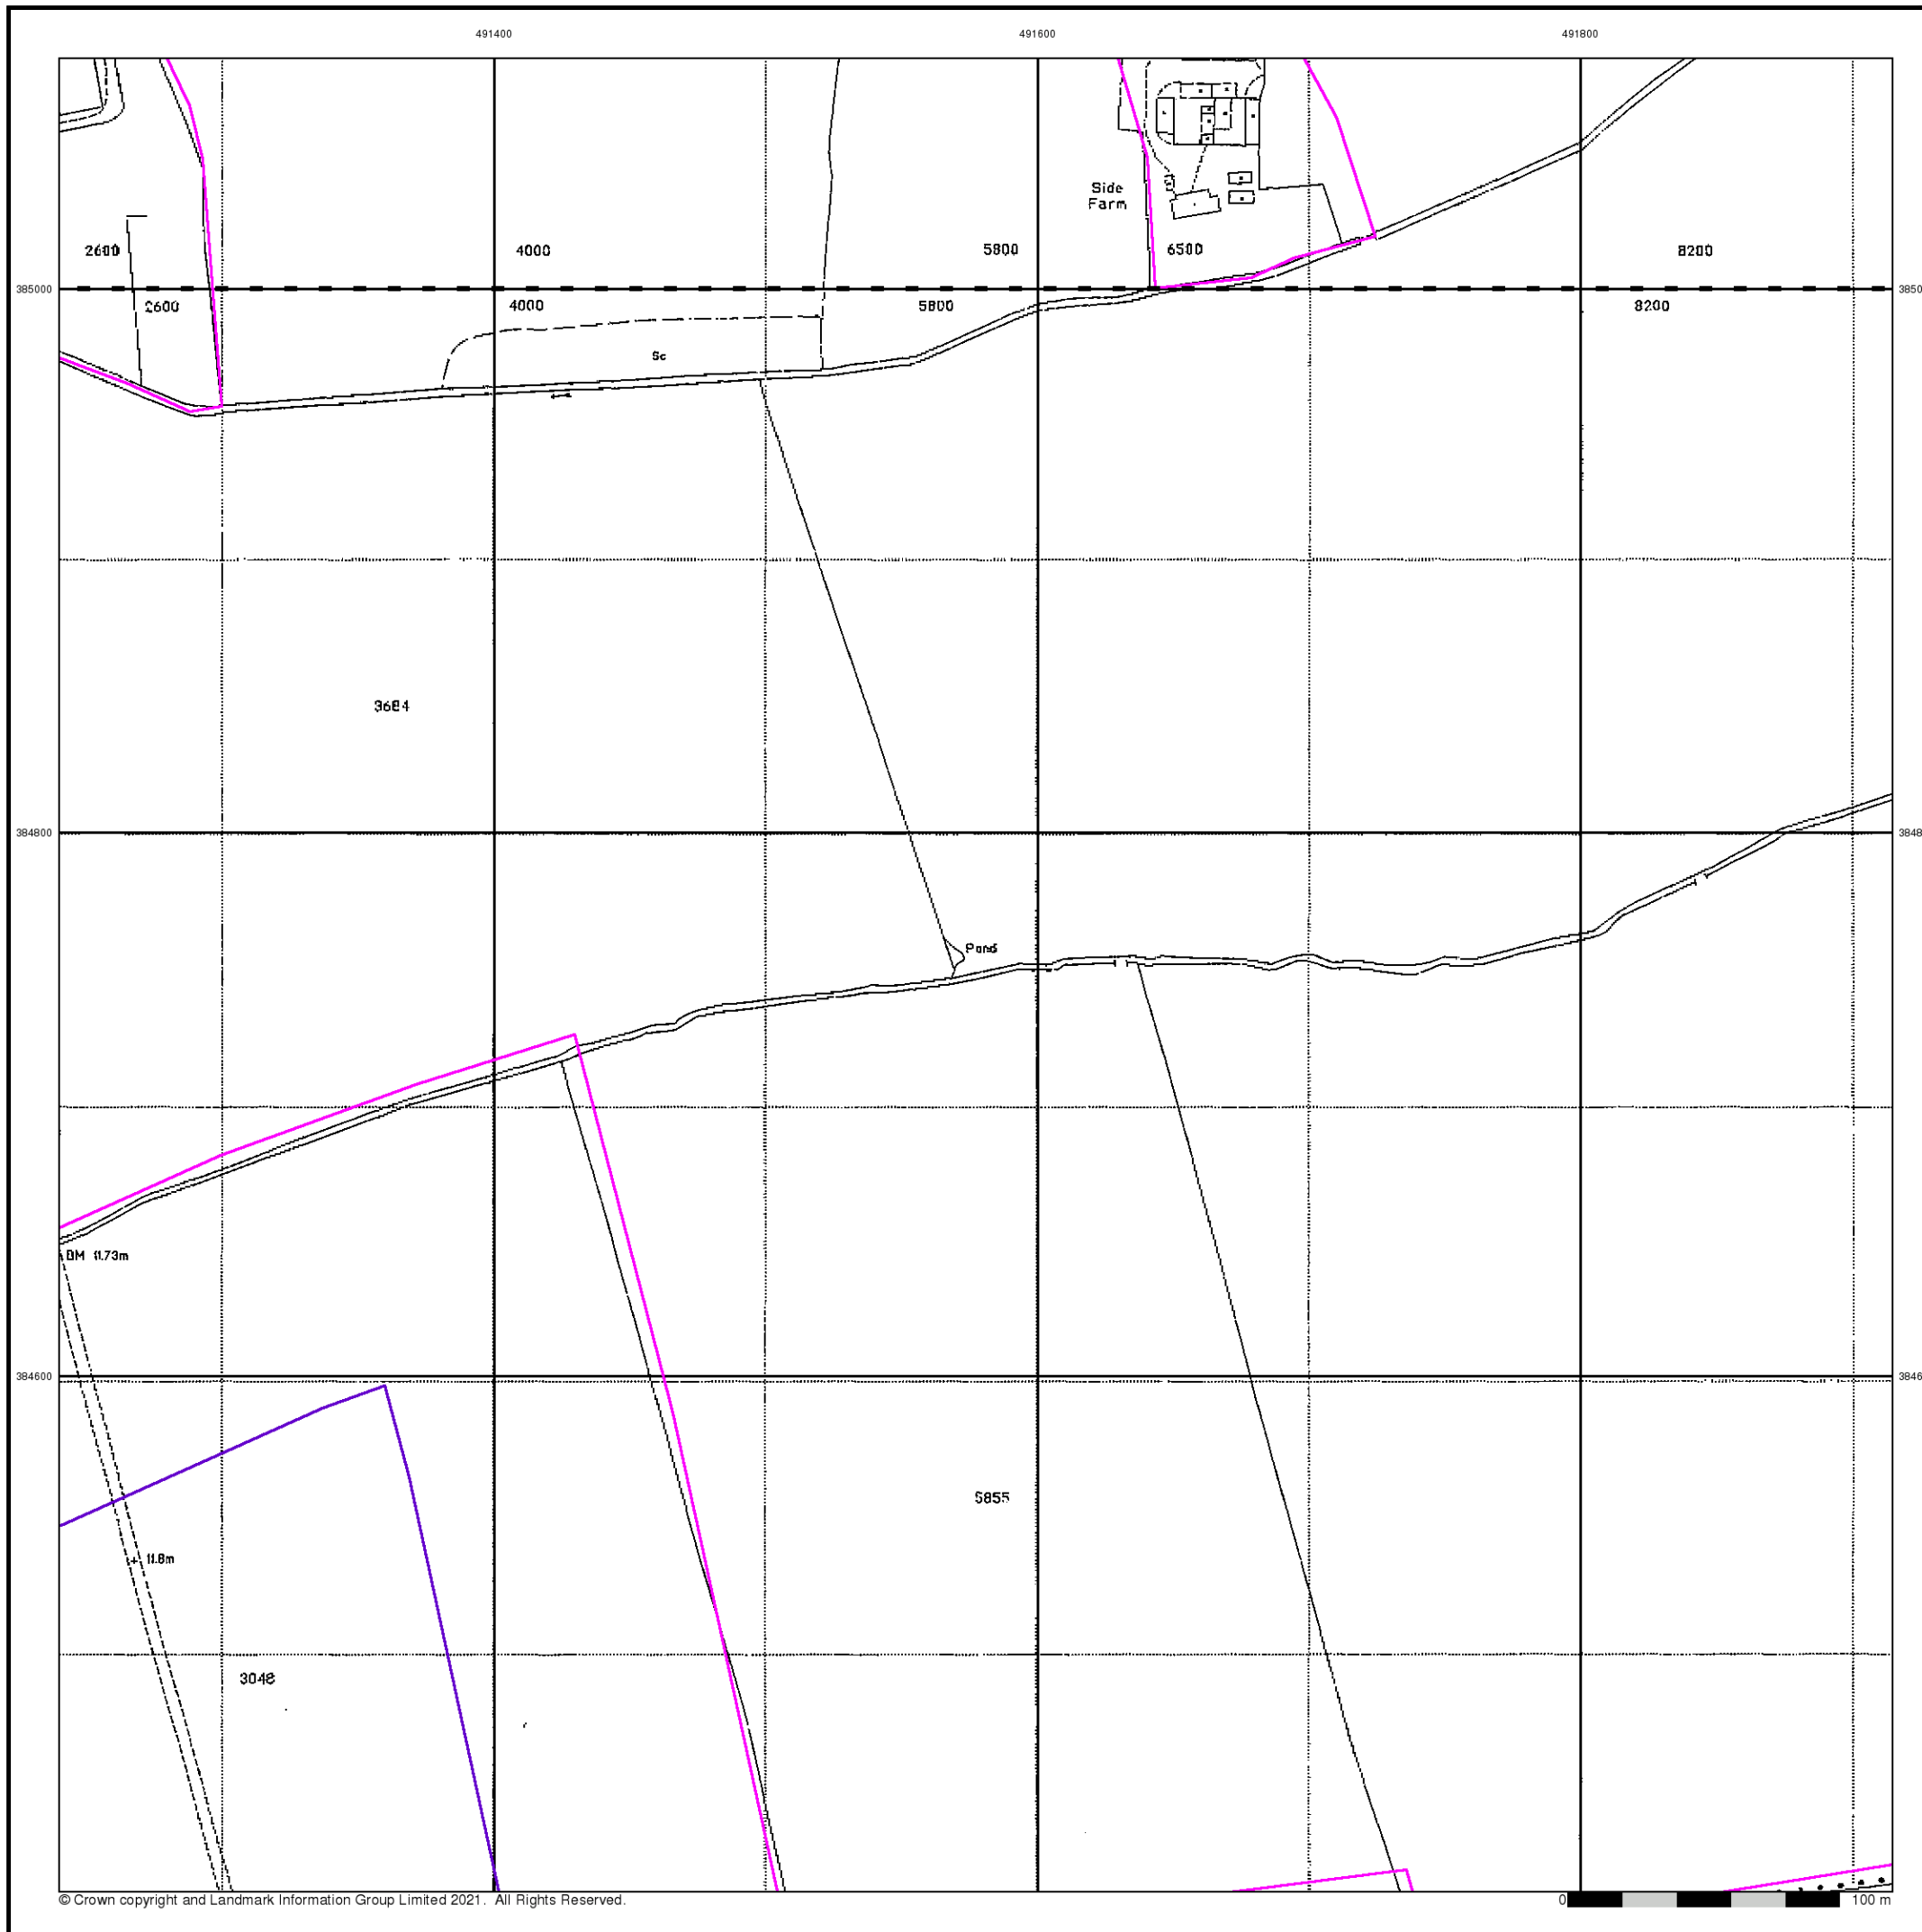 491400 491600 491800
Side
Farm
2600 4000 5800 6500 8200
385000 3850
2600 4000 5800 8200
Sc
3684
384800 3848
Pond
BM 11.73m
384600 3846
5855
+ 11.8m
3048
© Crown copyright and Landmark Information Group Limited 2021. All Rights Reserved.
0 100 m